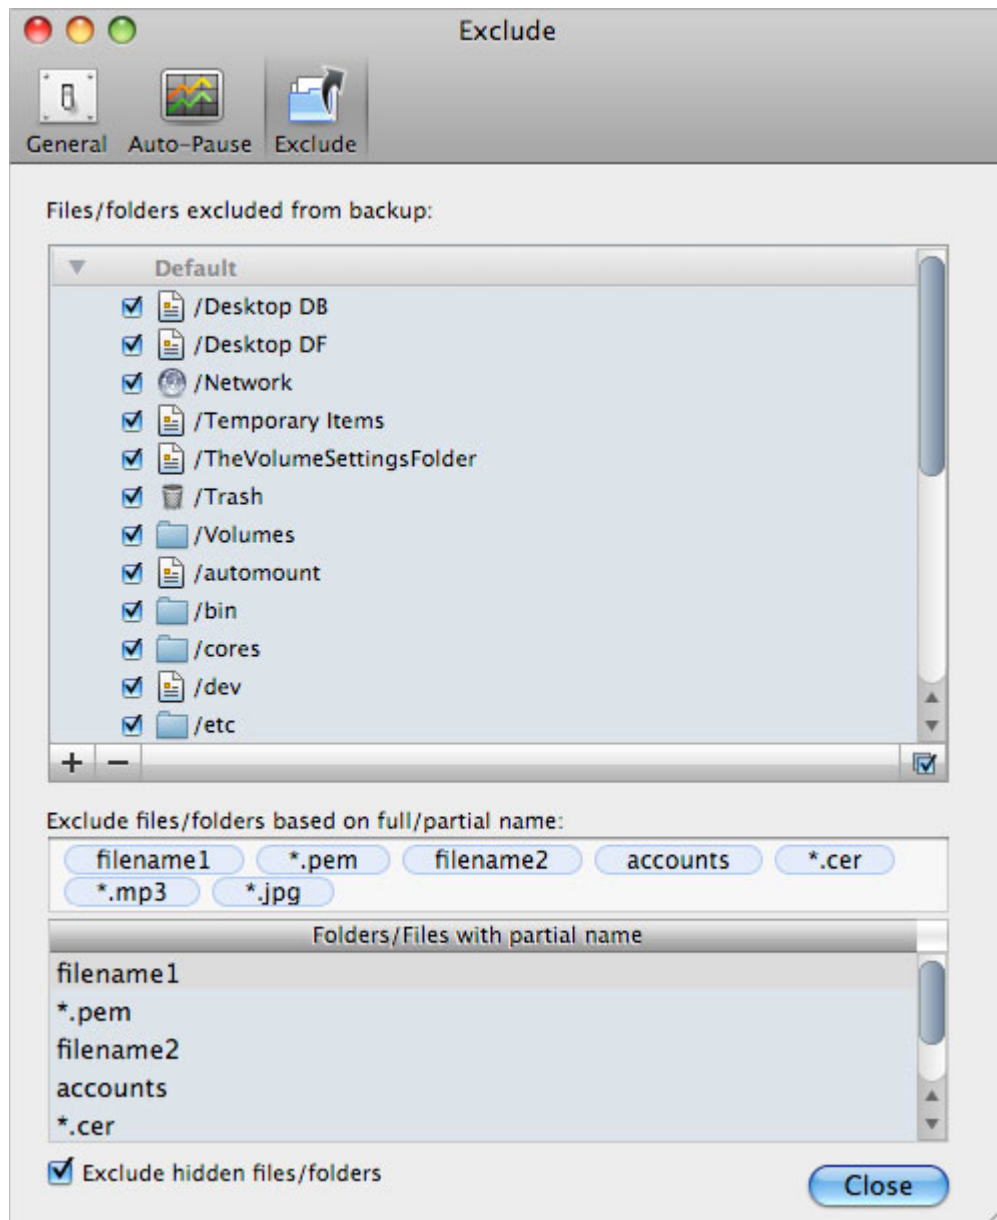 Exclude
General Auto-Pause Exclude
Files/folders excluded from backup:
Default
/Desktop DB
/Desktop DF
/Network
/Temporary Items
/TheVolumeSettingsFolder
/Trash
/Volumes
/automount
/bin
/cores
/dev
/etc
Exclude files/folders based on full/partial name:
filename1 *.pem filename2 accounts *.cer
*.mp3 *.jpg
Folders/Files with partial name
filename1
*.pem
filename2
accounts
*.cer
Exclude hidden files/folders
Close